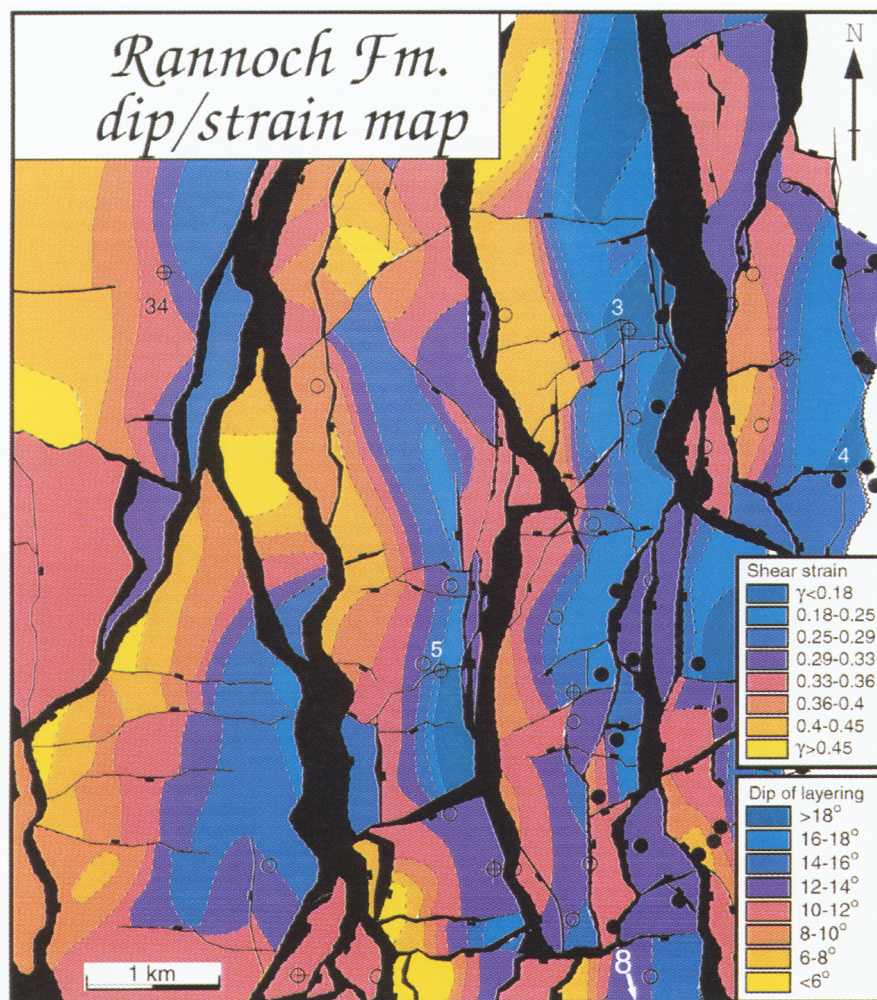 Rannoch Fm.
dip/strain map
N
34
3
4
5
8
1 km
Shear strain
γ<0.18
0.18-0.25
0.25-0.29
0.29-0.33
0.33-0.36
0.36-0.4
0.4-0.45
γ>0.45
Dip of layering
>18°
16-18°
14-16°
12-14°
10-12°
8-10°
6-8°
<6°